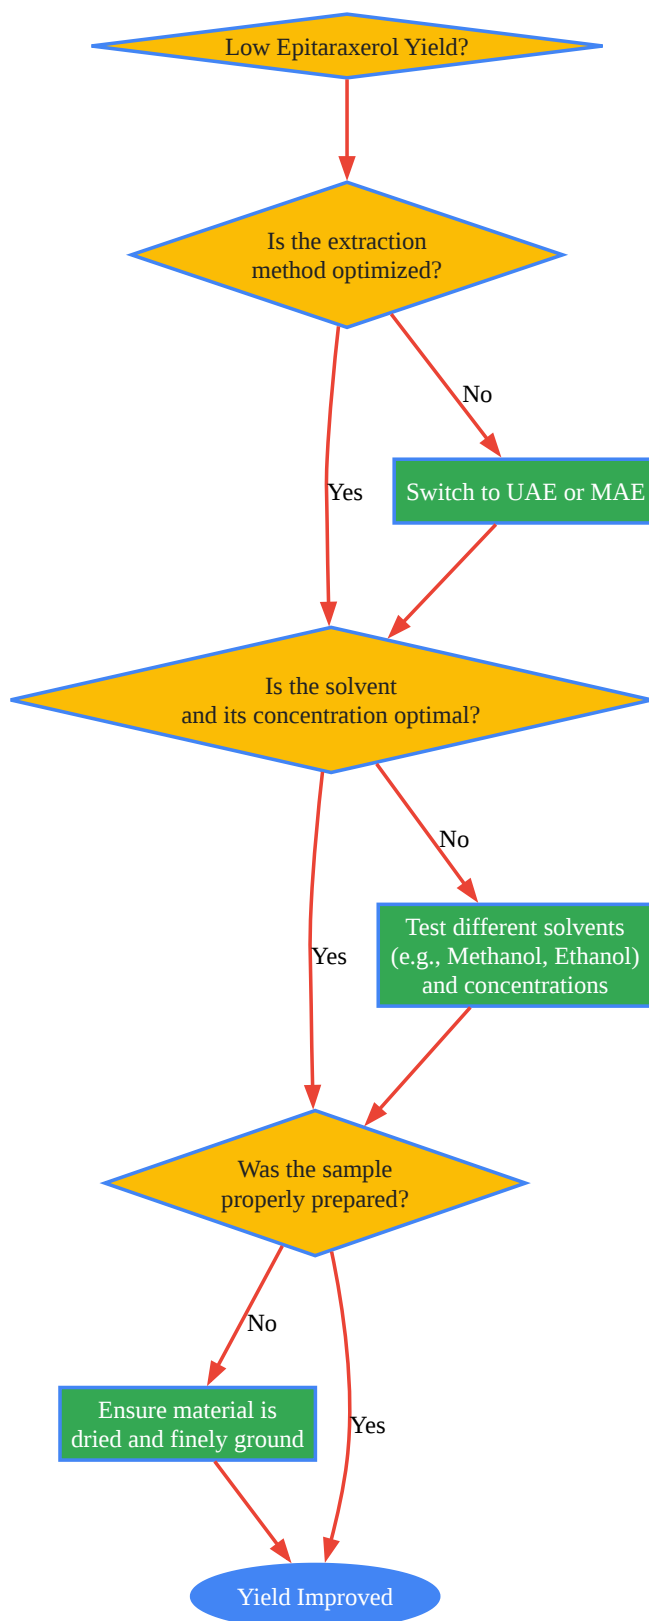 Low Epitaraxerol Yield?
Is the extraction
method optimized?
No
Yes
Switch to UAE or MAE
Is the solvent
and its concentration optimal?
No
Yes
Test different solvents
(e.g., Methanol, Ethanol)
and concentrations
Was the sample
properly prepared?
No
Ensure material is
dried and finely ground
Yes
Yield Improved